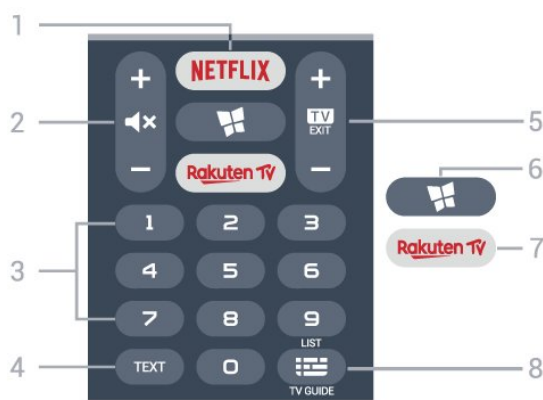 1
NETFLIX
+ +
2
TV
EXIT
5
- -
6
Rakuten TV
Rakuten TV
7
1 2 3
3
4 5 6
7 8 9
LIST
4
TEXT
0
8
TV GUIDE